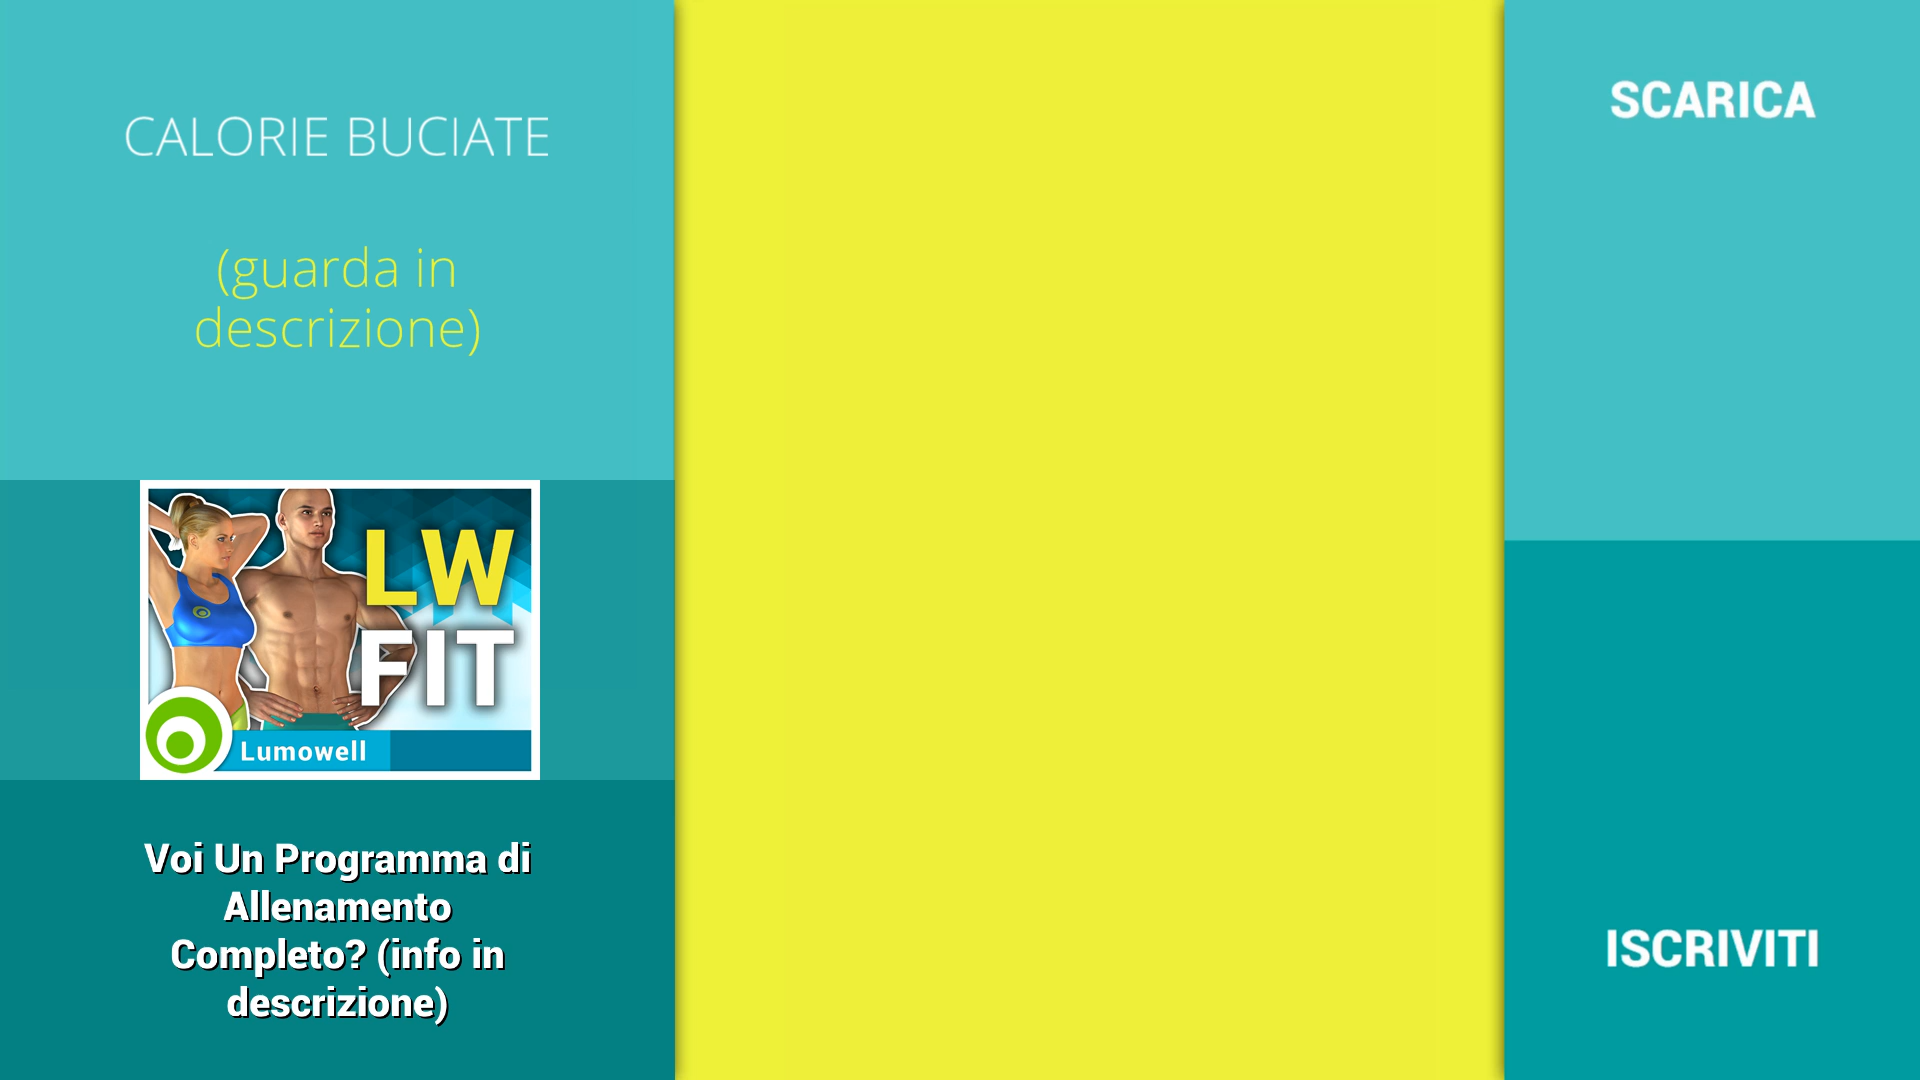 CALORIE BUCIATE
(guarda in
descrizione)
LW
FIT
Lumowell
Voi Un Programma di
Allenamento
Completo? (info in
descrizione)
SCARICA
ISCRIVITI